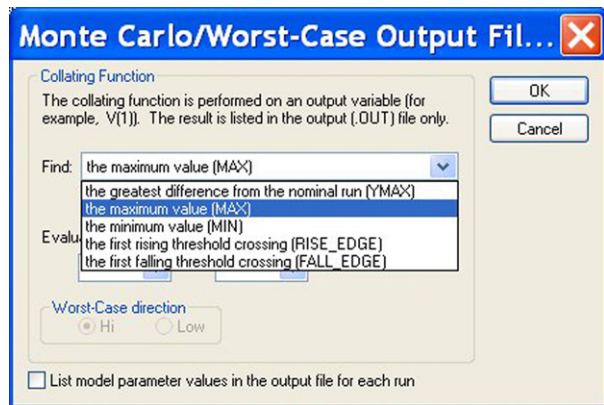 Monte Carlo/Worst-Case Output Fil...
Collating Function
The collating function is performed on an output variable (for
example, V(1)). The result is listed in the output (.OUT) file only.
OK
Cancel
Find: the maximum value (MAX)
the greatest difference from the nominal run (YMAX)
the maximum value (MAX)
the minimum value (MIN)
the first rising threshold crossing (RISE_EDGE)
the first falling threshold crossing (FALL_EDGE)
Worst-Case direction
Hi Low
List model parameter values in the output file for each run